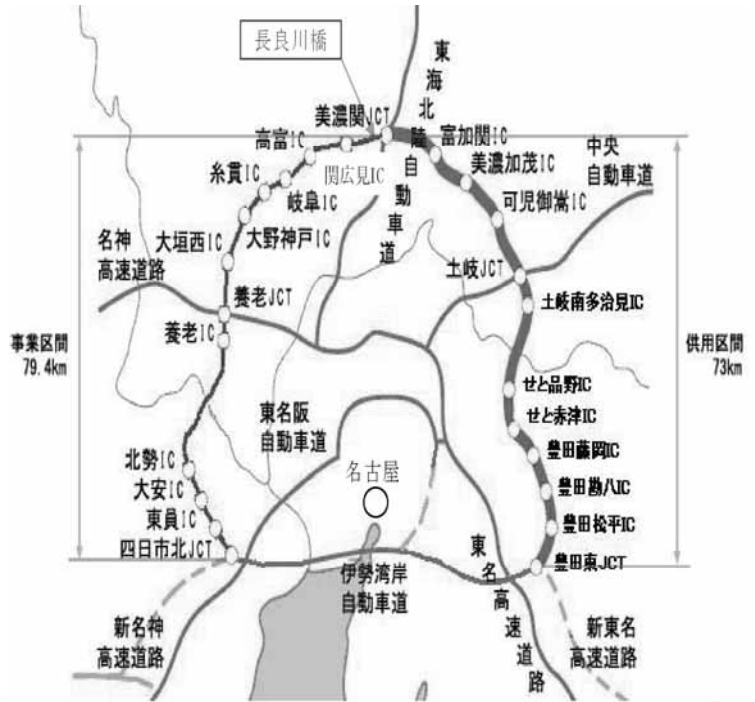 長良川橋
東海北陸自動車道
美濃関JCT
高富IC
富加関IC
関広見IC
美濃加茂IC
中央
自動車道
糸貫IC
岐阜IC
可児御嵩IC
大垣西IC
大野神戸IC
名神
高速道路
土岐JCT
養老JCT
土岐南多治見IC
事業区間
79.4km
養老IC
供用区間
73km
せと品野IC
東名阪
自動車道
せと赤津IC
豊田藤岡IC
北勢IC
名古屋
大安IC
豊田勘八IC
東員IC
豊田松平IC
四日市北JCT
豊田東JCT
伊勢湾岸
自動車道
東名高速道路
新名神
高速道路
新東名
高速道路